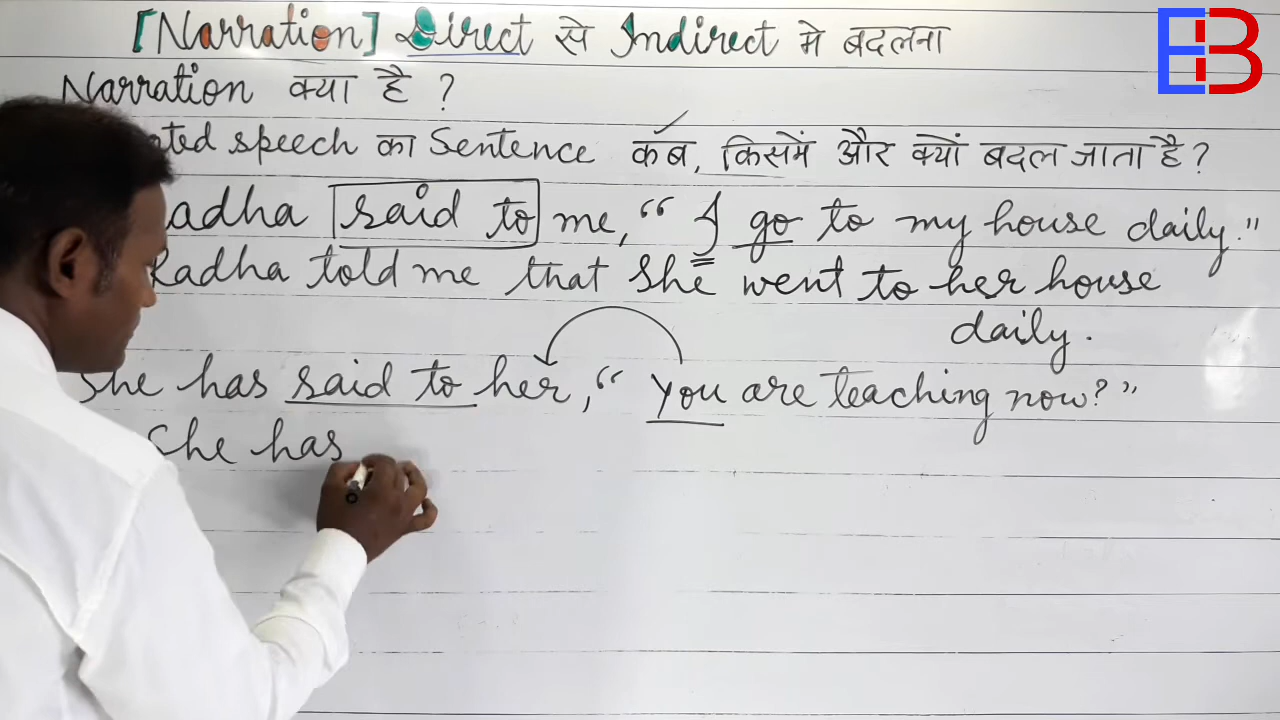 [Narration] Direct से Indirect मे बदलना
EB
Narration क्या है ?
speech का Sentence कब, किसमें और क्यों बदल जाता है ?
said to me, “ I go to my house daily.”
Radha told me that she went to her house
daily.
She has said to her, “ you are teaching now? ”
She has